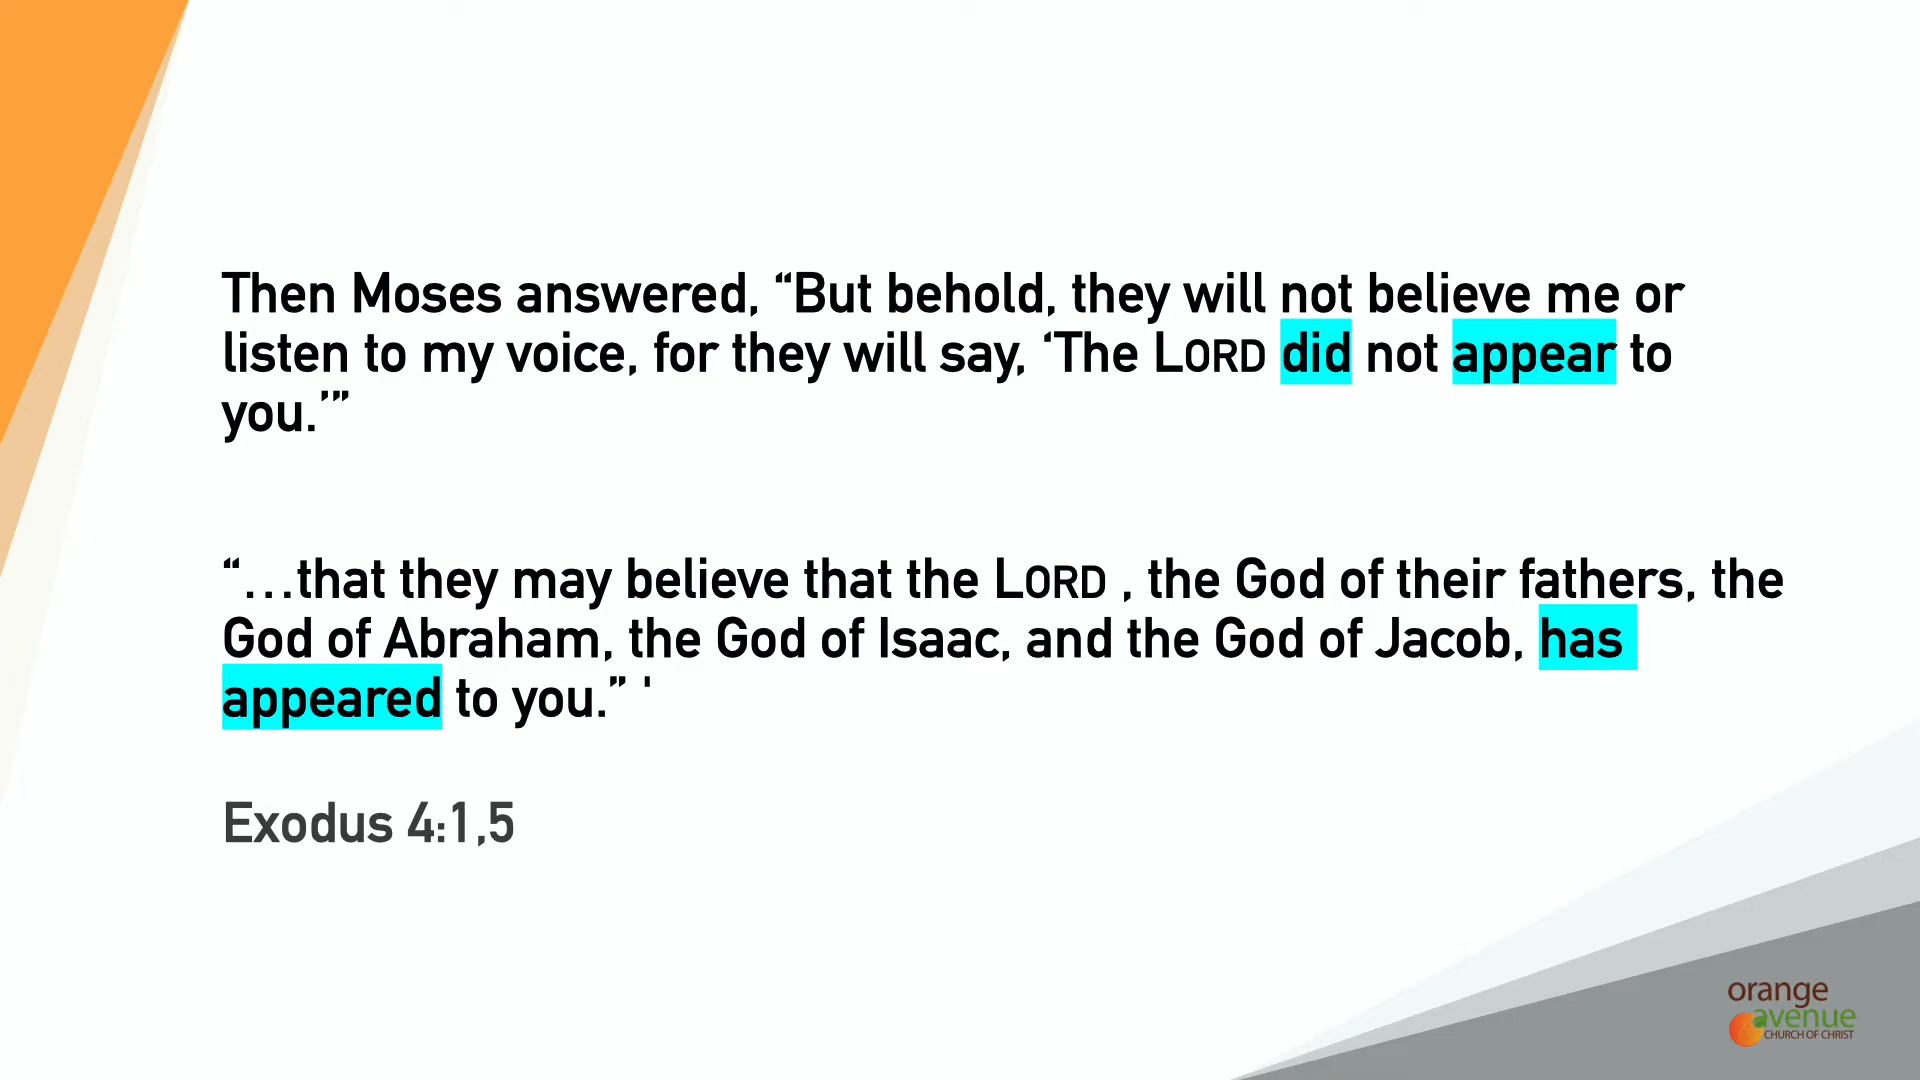 Then Moses answered, “But behold, they will not believe me or
listen to my voice, for they will say, ‘The LORD did not appear to
you.’”
“…that they may believe that the LORD , the God of their fathers, the
God of Abraham, the God of Isaac, and the God of Jacob, has
appeared to you.” '
Exodus 4:1,5
orange
avenue
CHURCH OF CHRIST